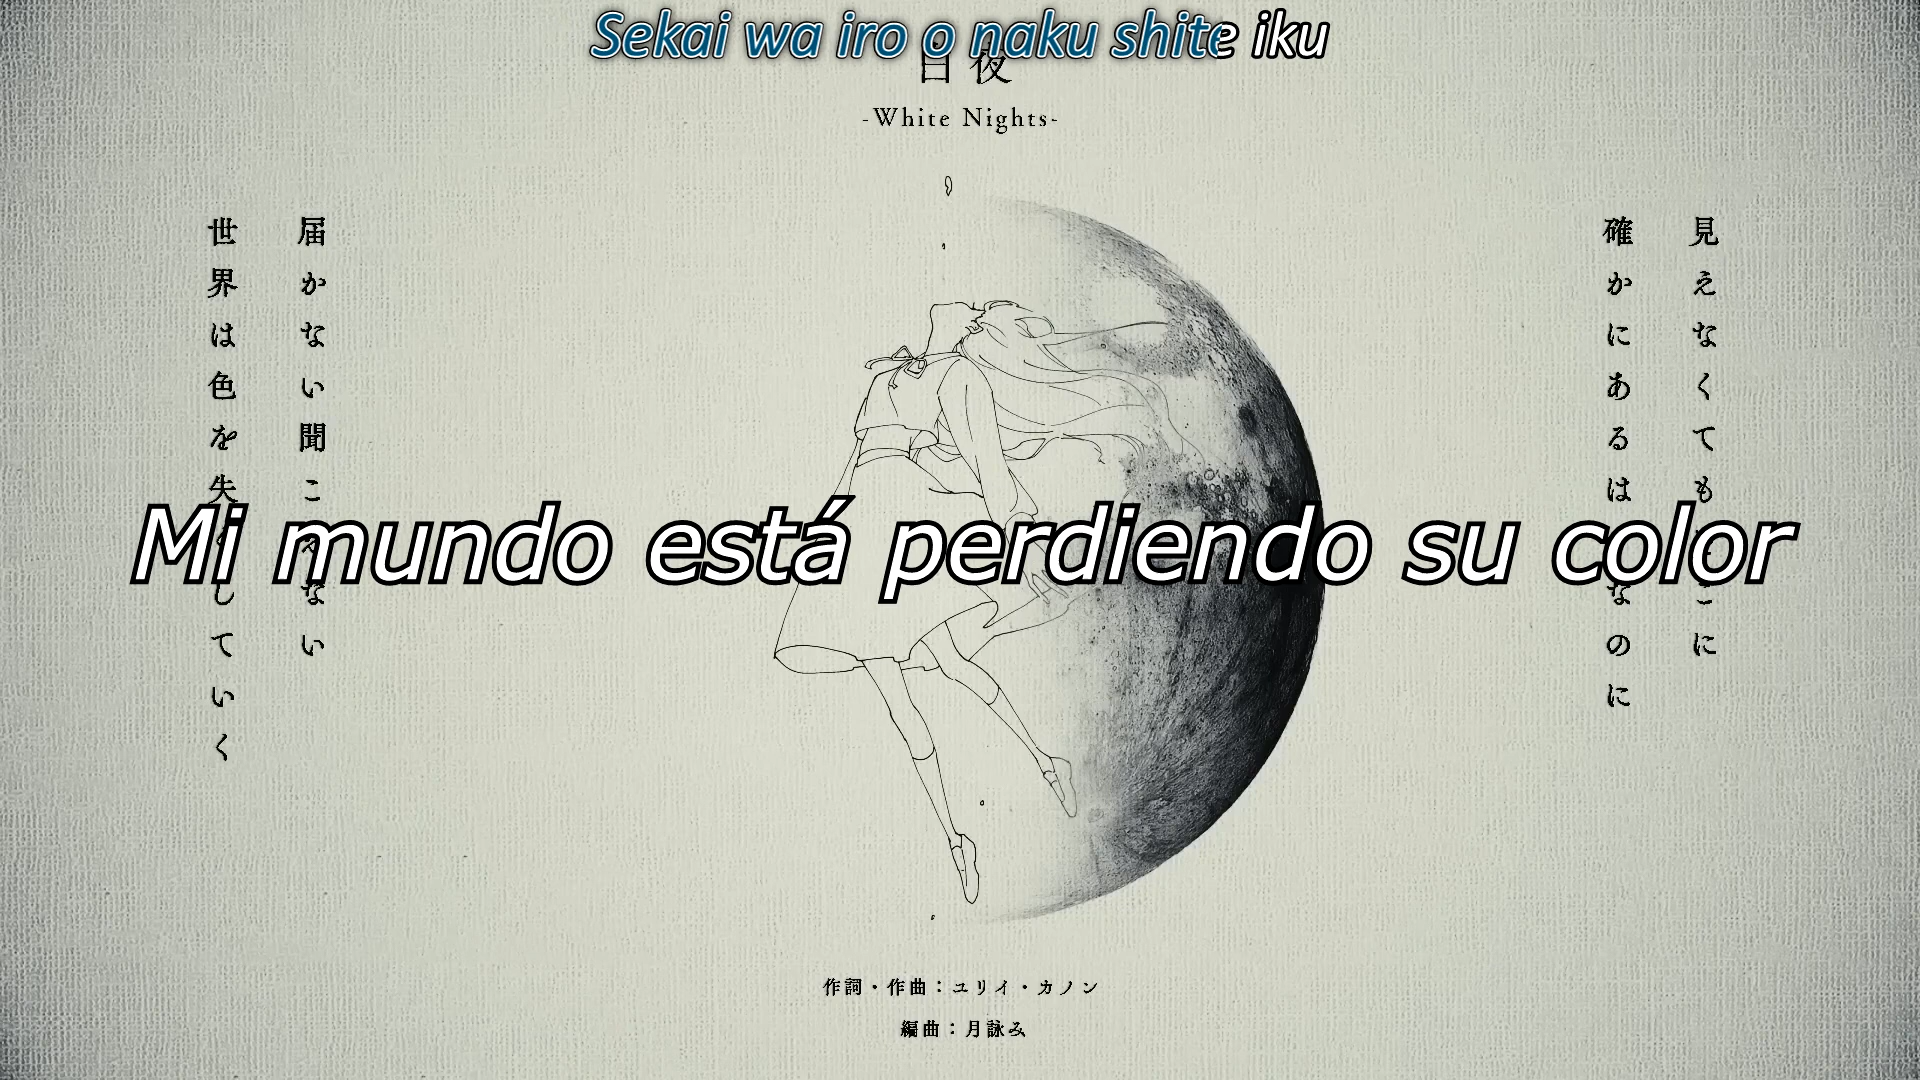 Sekai wa iro o naku shite iku
白夜
-White Nights-
見えなくても
こに
確かにあるは
なのに
届かない聞こえない
世界は色を失
していく
Mi mundo está perdiendo su color
作詞・作曲：ユリイ・カノン
編曲：月詠み